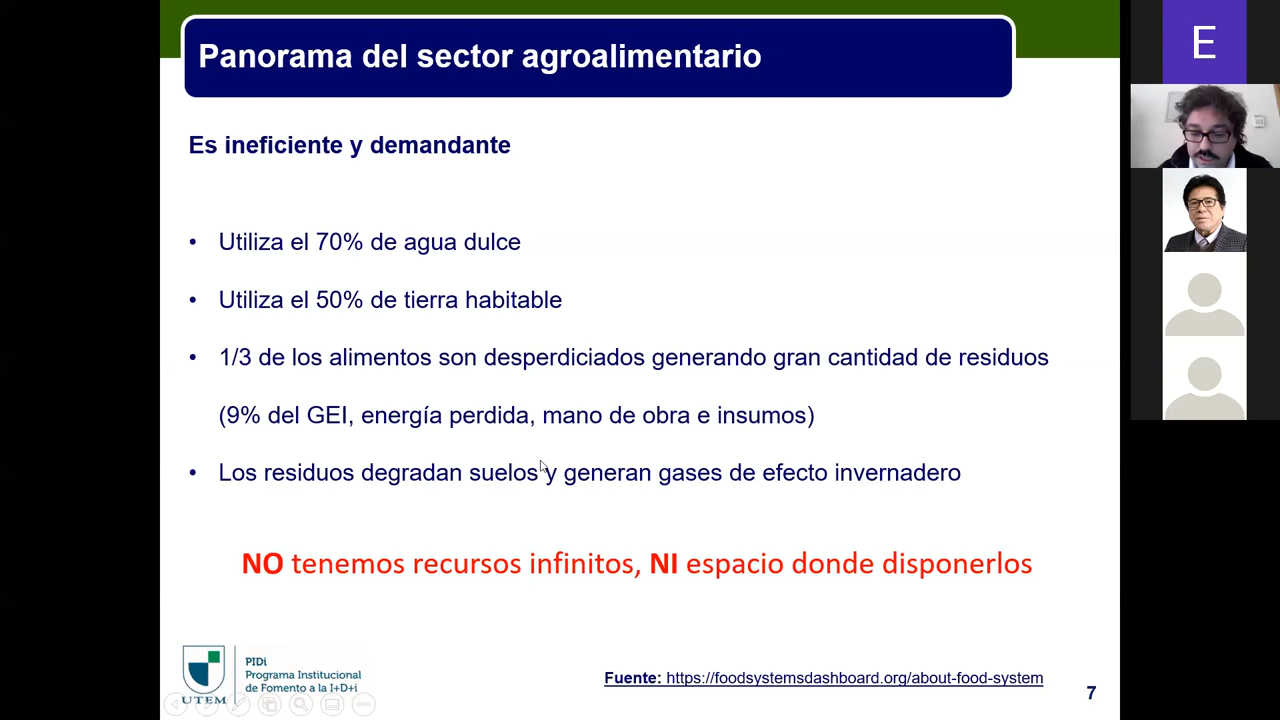 Panorama del sector agroalimentario
E
Es ineficiente y demandante
• Utiliza el 70% de agua dulce
• Utiliza el 50% de tierra habitable
• 1/3 de los alimentos son desperdiciados generando gran cantidad de residuos
(9% del GEI, energía perdida, mano de obra e insumos)
• Los residuos degradan suelos y generan gases de efecto invernadero
NO tenemos recursos infinitos, NI espacio donde disponerlos
UTEM
PIDi
Programa Institucional
de Fomento a la I+D+i
Fuente: https://foodsystemsdashboard.org/about-food-system
7